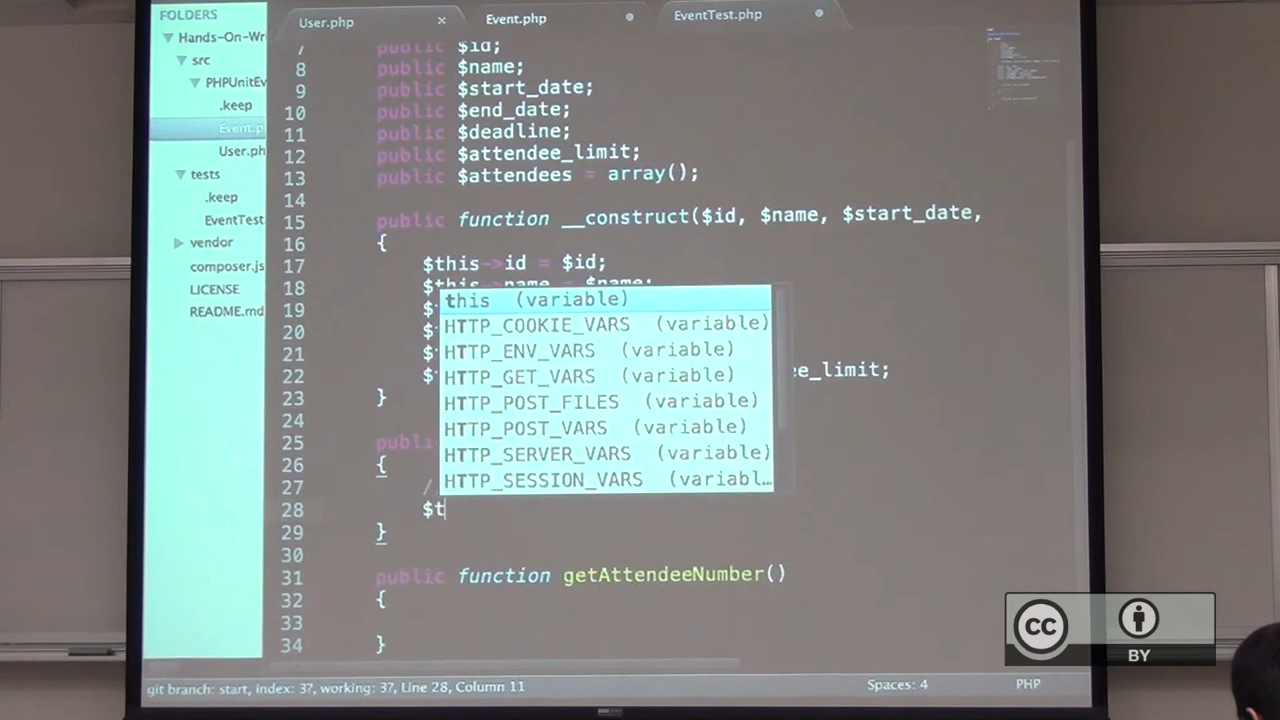 FOLDERS
Hands-On-Wri
src
PHPUnitEv
.keep
Event.p
User.ph
tests
.keep
EventTest
vendor
composer.js
LICENSE
README.md
User.php × Event.php EventTest.php
7 public $id;
8 public $name;
9 public $start_date;
10 public $end_date;
11 public $deadline;
12 public $attendee_limit;
13 public $attendees = array();
14
15 public function __construct($id, $name, $start_date,
16 {
17 $this->id = $id;
18 $this->name = $name;
19 $
20 $
21 $
22 $ ee_limit;
23 }
24
25 publi
26 {
27 /
28 $t
29 }
30
31 public function getAttendeeNumber()
32 {
33
34 }
this (variable)
HTTP_COOKIE_VARS (variable)
HTTP_ENV_VARS (variable)
HTTP_GET_VARS (variable)
HTTP_POST_FILES (variable)
HTTP_POST_VARS (variable)
HTTP_SERVER_VARS (variable)
HTTP_SESSION_VARS (variabl…
git branch: start, index: 3?, working: 3?, Line 28, Column 11 Spaces: 4 PHP
cc
BY